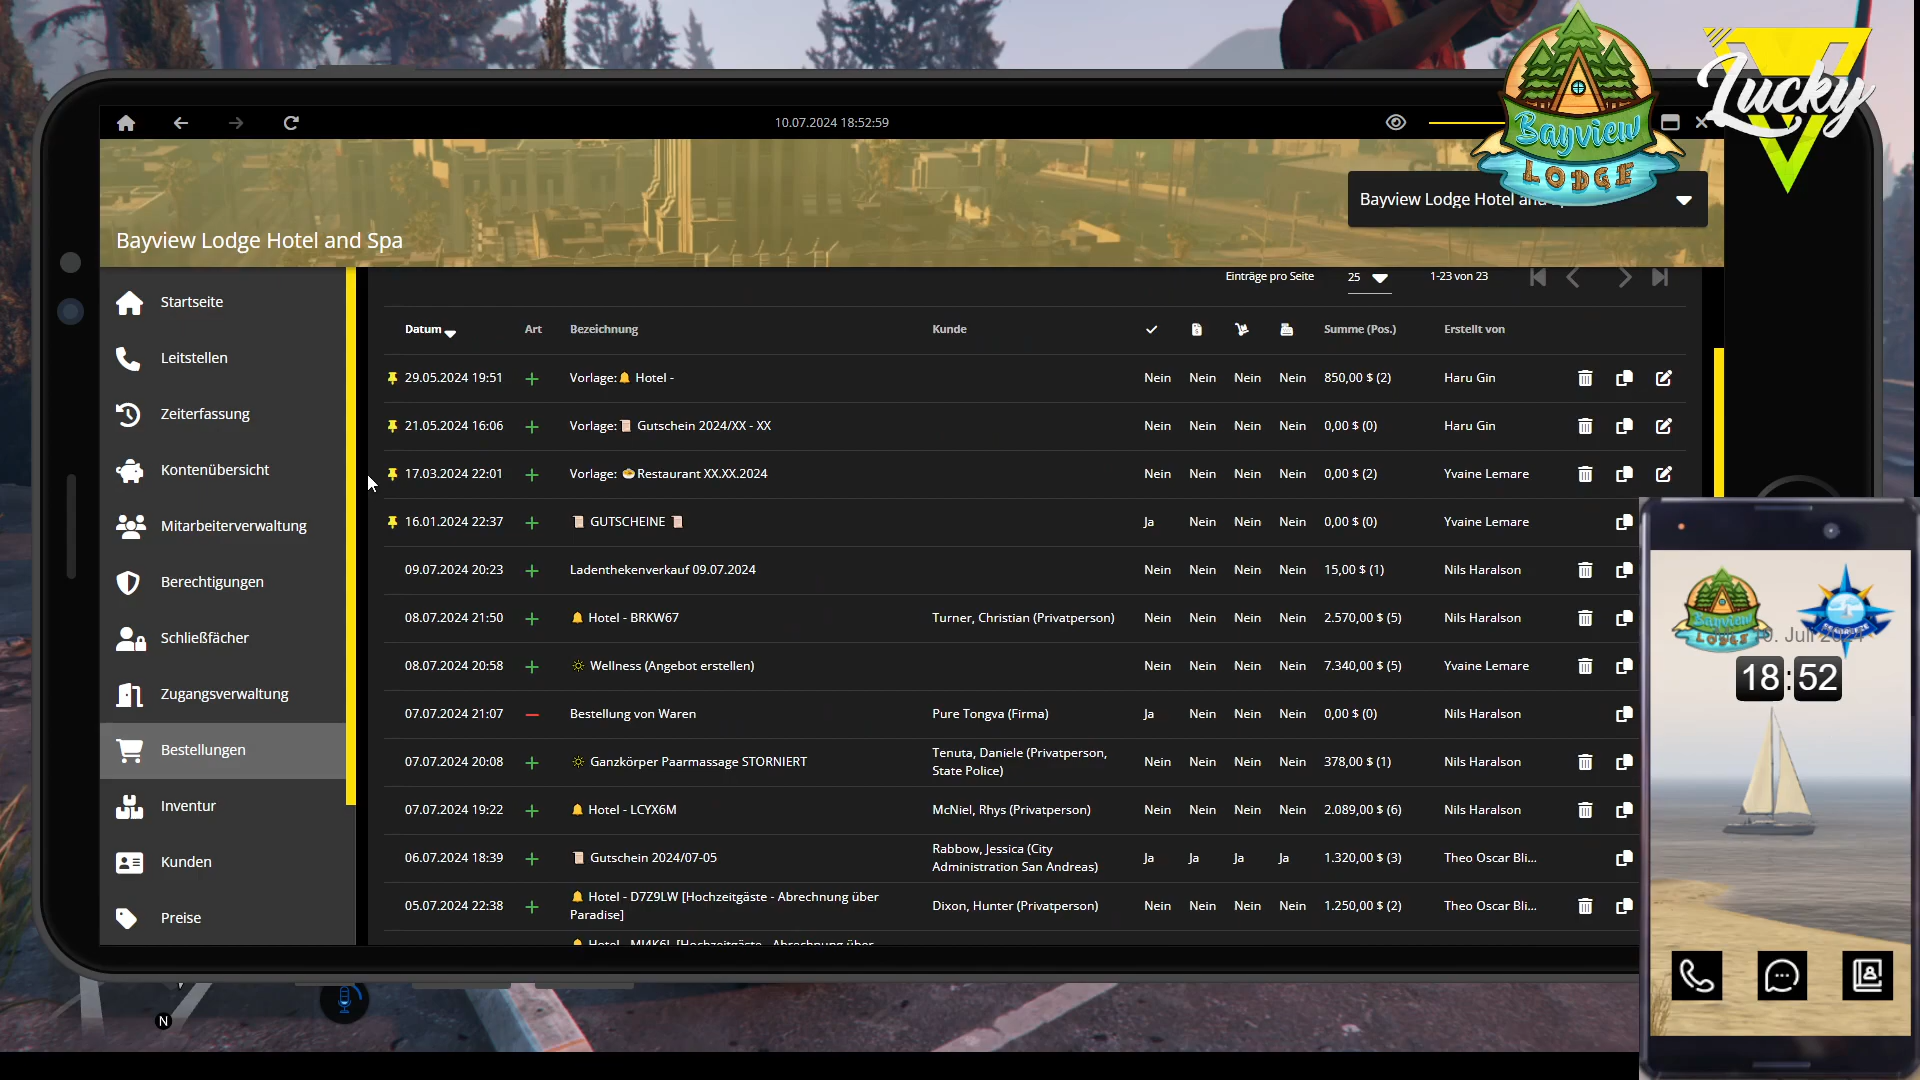 10.07.2024 18:52:59
Bayview
LODGE
Lucky
Bayview Lodge Hotel and
Bayview Lodge Hotel and Spa
Startseite
Leitstellen
Zeiterfassung
Kontenübersicht
Mitarbeiterverwaltung
Berechtigungen
Schließfächer
Zugangsverwaltung
Bestellungen
Inventur
Kunden
Preise
Einträge pro Seite 25 1-23 von 23
Datum Art Bezeichnung Kunde Summe (Pos.) Erstellt von
29.05.2024 19:51 + Vorlage:🔔 Hotel - Nein Nein Nein Nein 850,00 $ (2) Haru Gin
21.05.2024 16:06 + Vorlage:📜 Gutschein 2024/XX - XX Nein Nein Nein Nein 0,00 $ (0) Haru Gin
17.03.2024 22:01 + Vorlage: 🍛Restaurant XX.XX.2024 Nein Nein Nein Nein 0,00 $ (2) Yvaine Lemare
16.01.2024 22:37 + 📜 GUTSCHEINE 📜 Ja Nein Nein Nein 0,00 $ (0) Yvaine Lemare
09.07.2024 20:23 + Ladenthekenverkauf 09.07.2024 Nein Nein Nein Nein 15,00 $ (1) Nils Haralson
08.07.2024 21:50 + 🔔 Hotel - BRKW67 Turner, Christian (Privatperson) Nein Nein Nein Nein 2.570,00 $ (5) Nils Haralson
08.07.2024 20:58 + 🔅 Wellness (Angebot erstellen) Nein Nein Nein Nein 7.340,00 $ (5) Yvaine Lemare
07.07.2024 21:07 — Bestellung von Waren Pure Tongva (Firma) Ja Nein Nein Nein 0,00 $ (0) Nils Haralson
07.07.2024 20:08 + 🔅 Ganzkörper Paarmassage STORNIERT Tenuta, Daniele (Privatperson,
State Police) Nein Nein Nein Nein 378,00 $ (1) Nils Haralson
07.07.2024 19:22 + 🔔 Hotel - LCYX6M McNiel, Rhys (Privatperson) Nein Nein Nein Nein 2.089,00 $ (6) Nils Haralson
06.07.2024 18:39 + 📜 Gutschein 2024/07-05 Rabbow, Jessica (City
Administration San Andreas) Ja Ja Ja Ja 1.320,00 $ (3) Theo Oscar Bli...
05.07.2024 22:38 + 🔔 Hotel - D7Z9LW [Hochzeitgäste - Abrechnung über
Paradise] Dixon, Hunter (Privatperson) Nein Nein Nein Nein 1.250,00 $ (2) Theo Oscar Bli...
Bayview
LODGE
Juli 2024
18:52
N